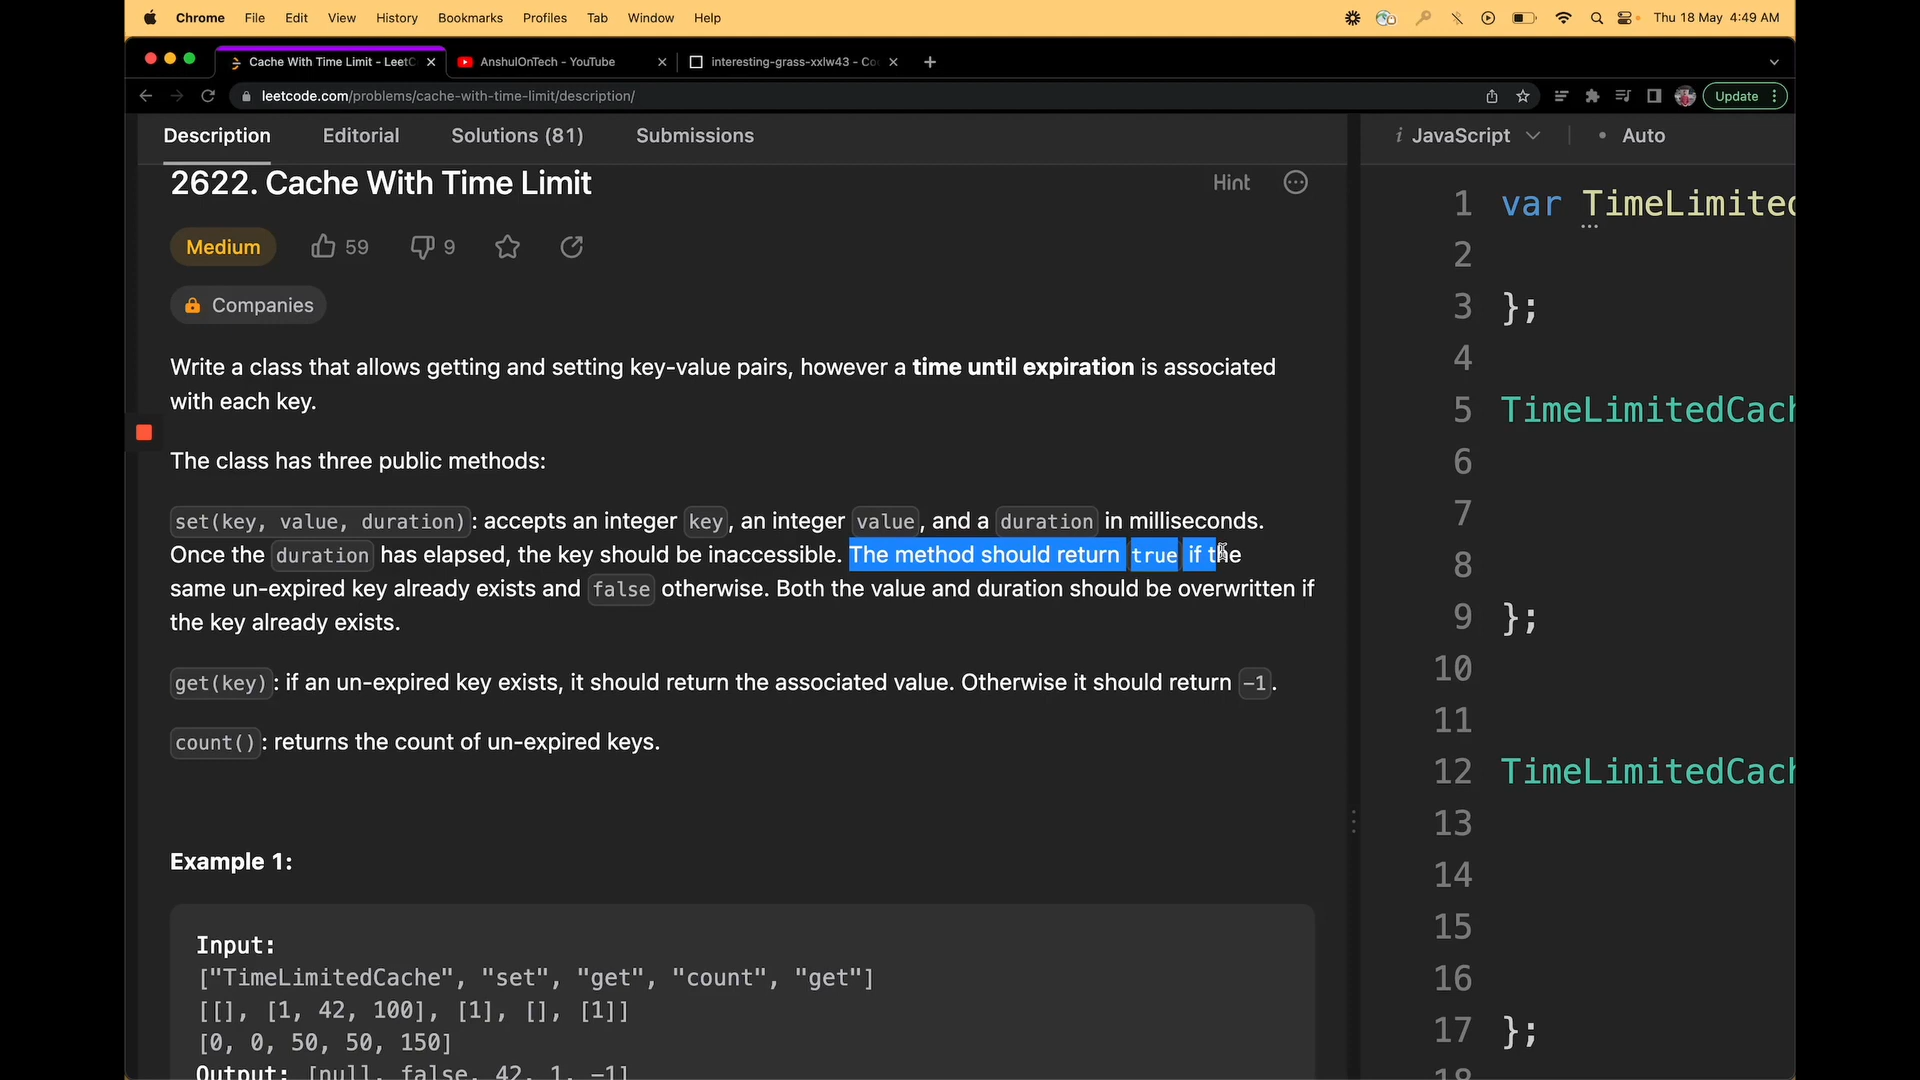 Chrome File Edit View History Bookmarks Profiles Tab Window Help Thu 18 May 4:49 AM
Cache With Time Limit - LeetC AnshulOnTech - YouTube interesting-grass-xxlw43 - Co
leetcode.com/problems/cache-with-time-limit/description/ Update
Description Editorial Solutions (81) Submissions
i JavaScript • Auto
2622. Cache With Time Limit
Hint
Medium 59 9
Companies
Write a class that allows getting and setting key-value pairs, however a time until expiration is associated
with each key.
The class has three public methods:
set(key, value, duration): accepts an integer key, an integer value, and a duration in milliseconds.
Once the duration has elapsed, the key should be inaccessible. The method should return true if the
same un-expired key already exists and false otherwise. Both the value and duration should be overwritten if
the key already exists.
get(key): if an un-expired key exists, it should return the associated value. Otherwise it should return -1.
count(): returns the count of un-expired keys.
Example 1:
Input:
["TimeLimitedCache", "set", "get", "count", "get"]
[[], [1, 42, 100], [1], [], [1]]
[0, 0, 50, 50, 150]
Output: [null, false, 42, 1, -1]
1 var TimeLimited
2
3 };
4
5 TimeLimitedCach
6
7
8
9 };
10
11
12 TimeLimitedCach
13
14
15
16
17 };
18